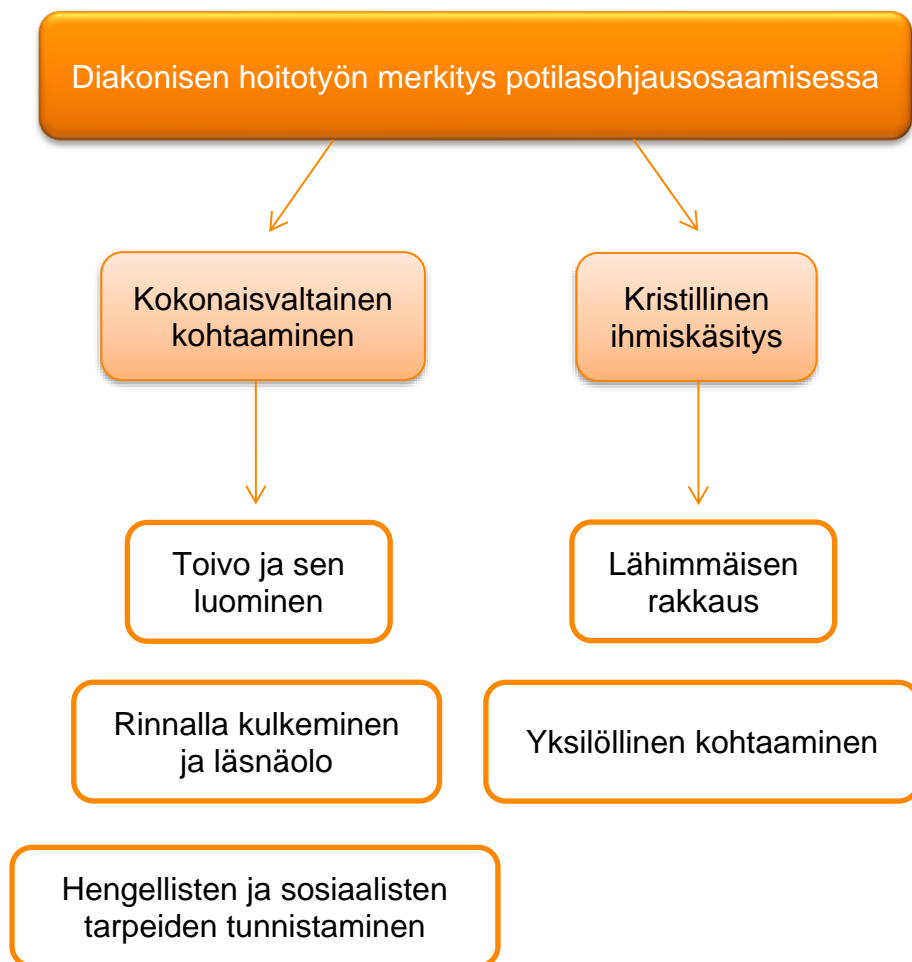 Diakonisen hoitotyön merkitys potilasohjausosaamisessa
Kokonaisvaltainen
kohtaaminen
Kristillinen
ihmiskäsitys
Toivo ja sen
luominen
Lähimmäisen
rakkaus
Rinnalla kulkeminen
ja läsnäolo
Yksilöllinen kohtaaminen
Hengellisten ja sosiaalisten
tarpeiden tunnistaminen